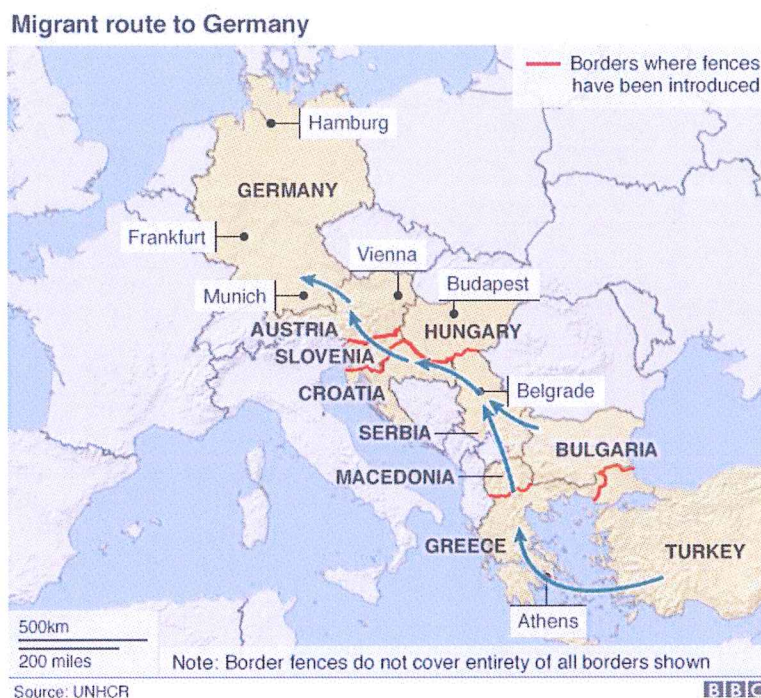 Migrant route to Germany
Borders where fences
have been introduced
Hamburg
GERMANY
Frankfurt
Vienna
Munich
Budapest
AUSTRIA
HUNGARY
SLOVENIA
CROATIA
Belgrade
SERBIA
BULGARIA
MACEDONIA
GREECE
TURKEY
Athens
500km
200 miles
Note: Border fences do not cover entirety of all borders shown
Source: UNHCR
BBC